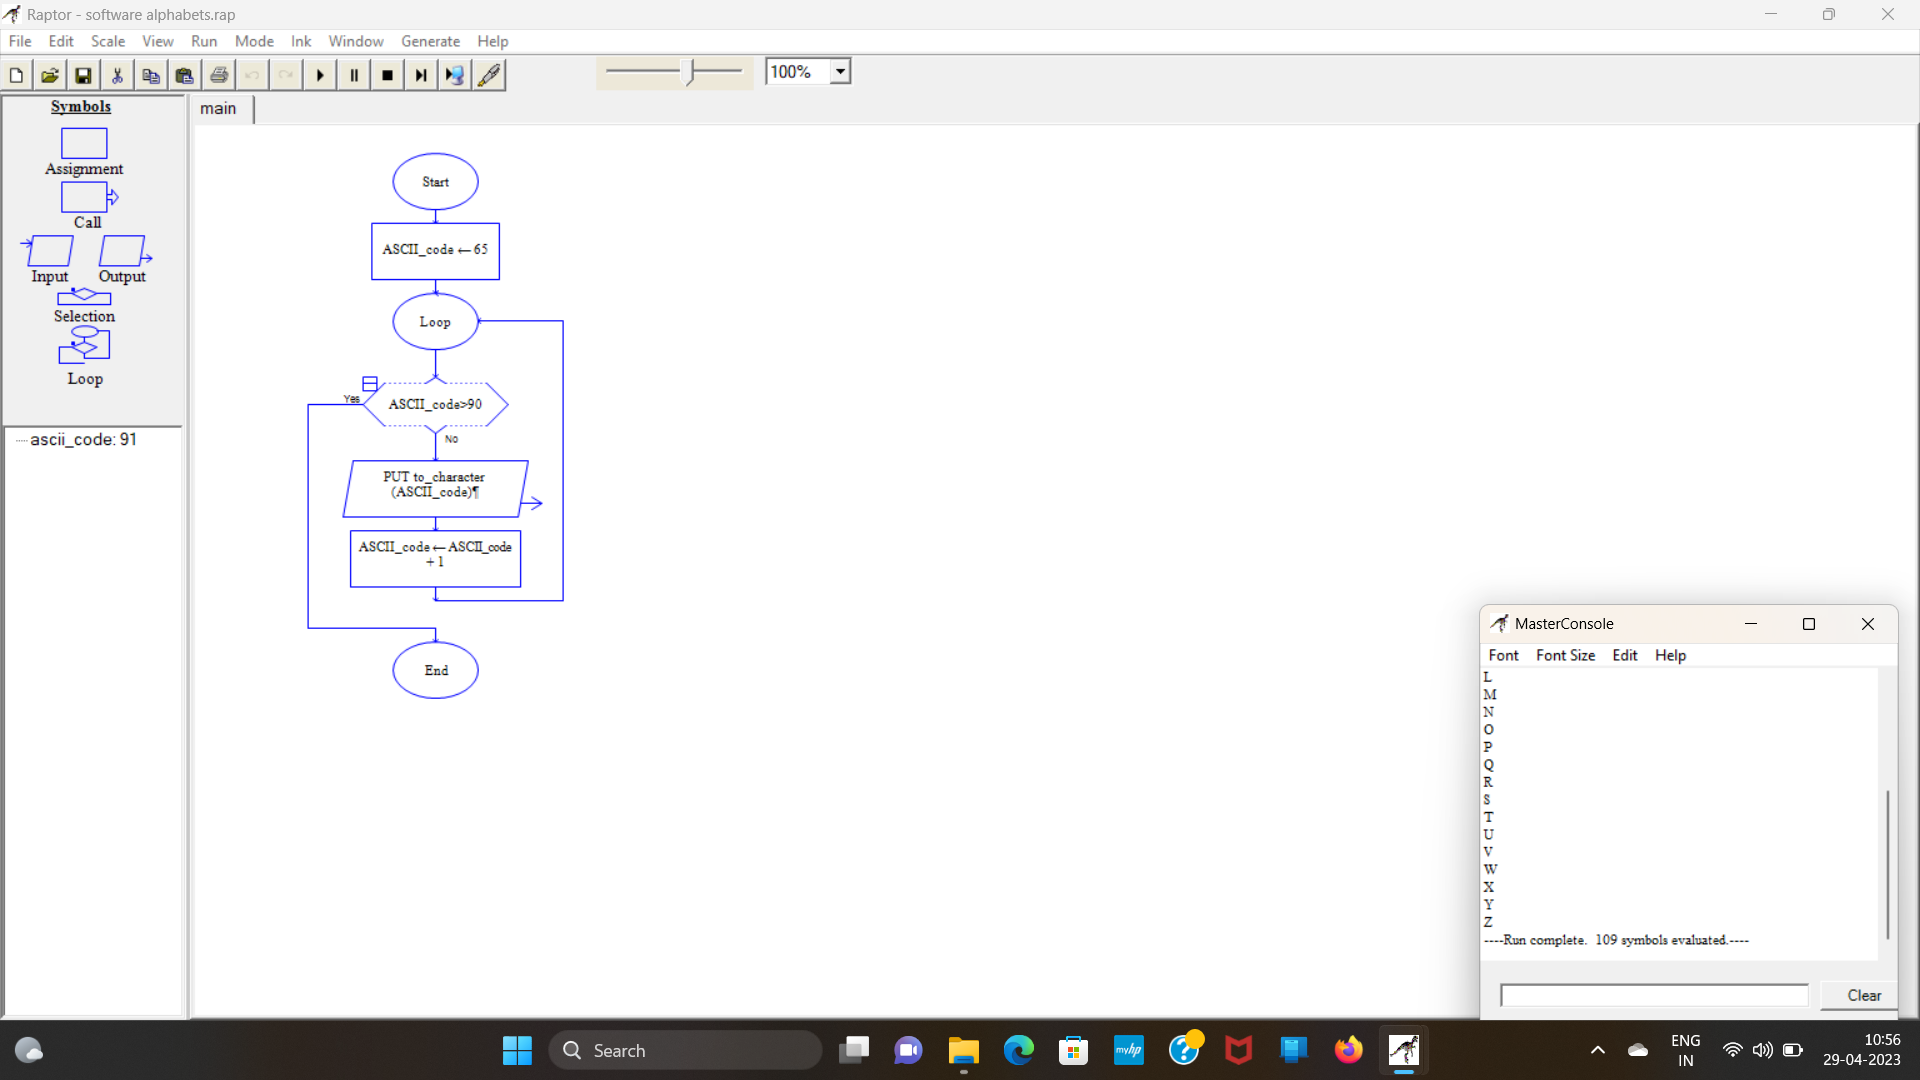 Raptor - software alphabets.rap
File Edit Scale View Run Mode Ink Window Generate Help
100%
Symbols
Assignment
Call
Input Output
Selection
Loop
ascii_code: 91
main
Start
ASCII_code ← 65
Loop
Yes
ASCII_code>90
No
PUT to_character
(ASCII_code)¶
ASCII_code ← ASCII_code
+ 1
End
MasterConsole
Font Font Size Edit Help
L
M
N
O
P
Q
R
S
T
U
V
W
X
Y
Z
----Run complete.  109 symbols evaluated.----
Clear
Search
myhp
ENG
IN
10:56
29-04-2023